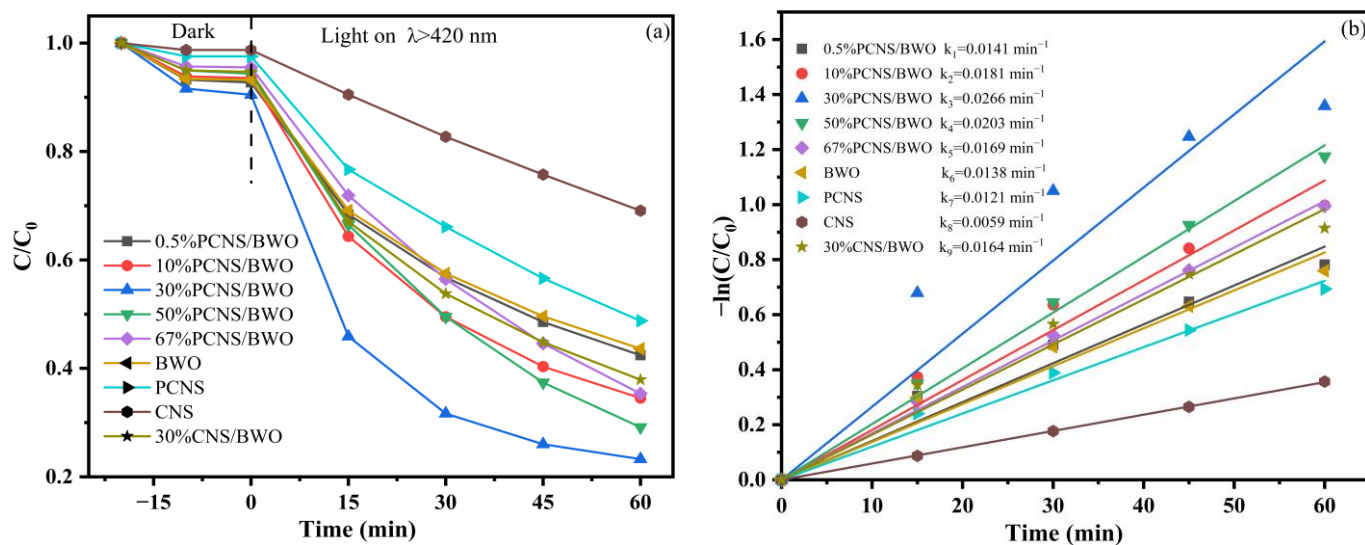 Dark
Light on λ>420 nm
(a)
1.0
0.8
0.6
0.4
0.2
C/C0
0.5%PCNS/BWO
10%PCNS/BWO
30%PCNS/BWO
50%PCNS/BWO
67%PCNS/BWO
BWO
PCNS
CNS
30%CNS/BWO
−15 0 15 30 45 60
Time (min)
(b)
1.6
1.4
1.2
1.0
0.8
0.6
0.4
0.2
0.0
−ln(C/C0)
0.5%PCNS/BWO k1=0.0141 min−1
10%PCNS/BWO k2=0.0181 min−1
30%PCNS/BWO k3=0.0266 min−1
50%PCNS/BWO k4=0.0203 min−1
67%PCNS/BWO k5=0.0169 min−1
BWO k6=0.0138 min−1
PCNS k7=0.0121 min−1
CNS k8=0.0059 min−1
30%CNS/BWO k9=0.0164 min−1
0 10 20 30 40 50 60
Time (min)